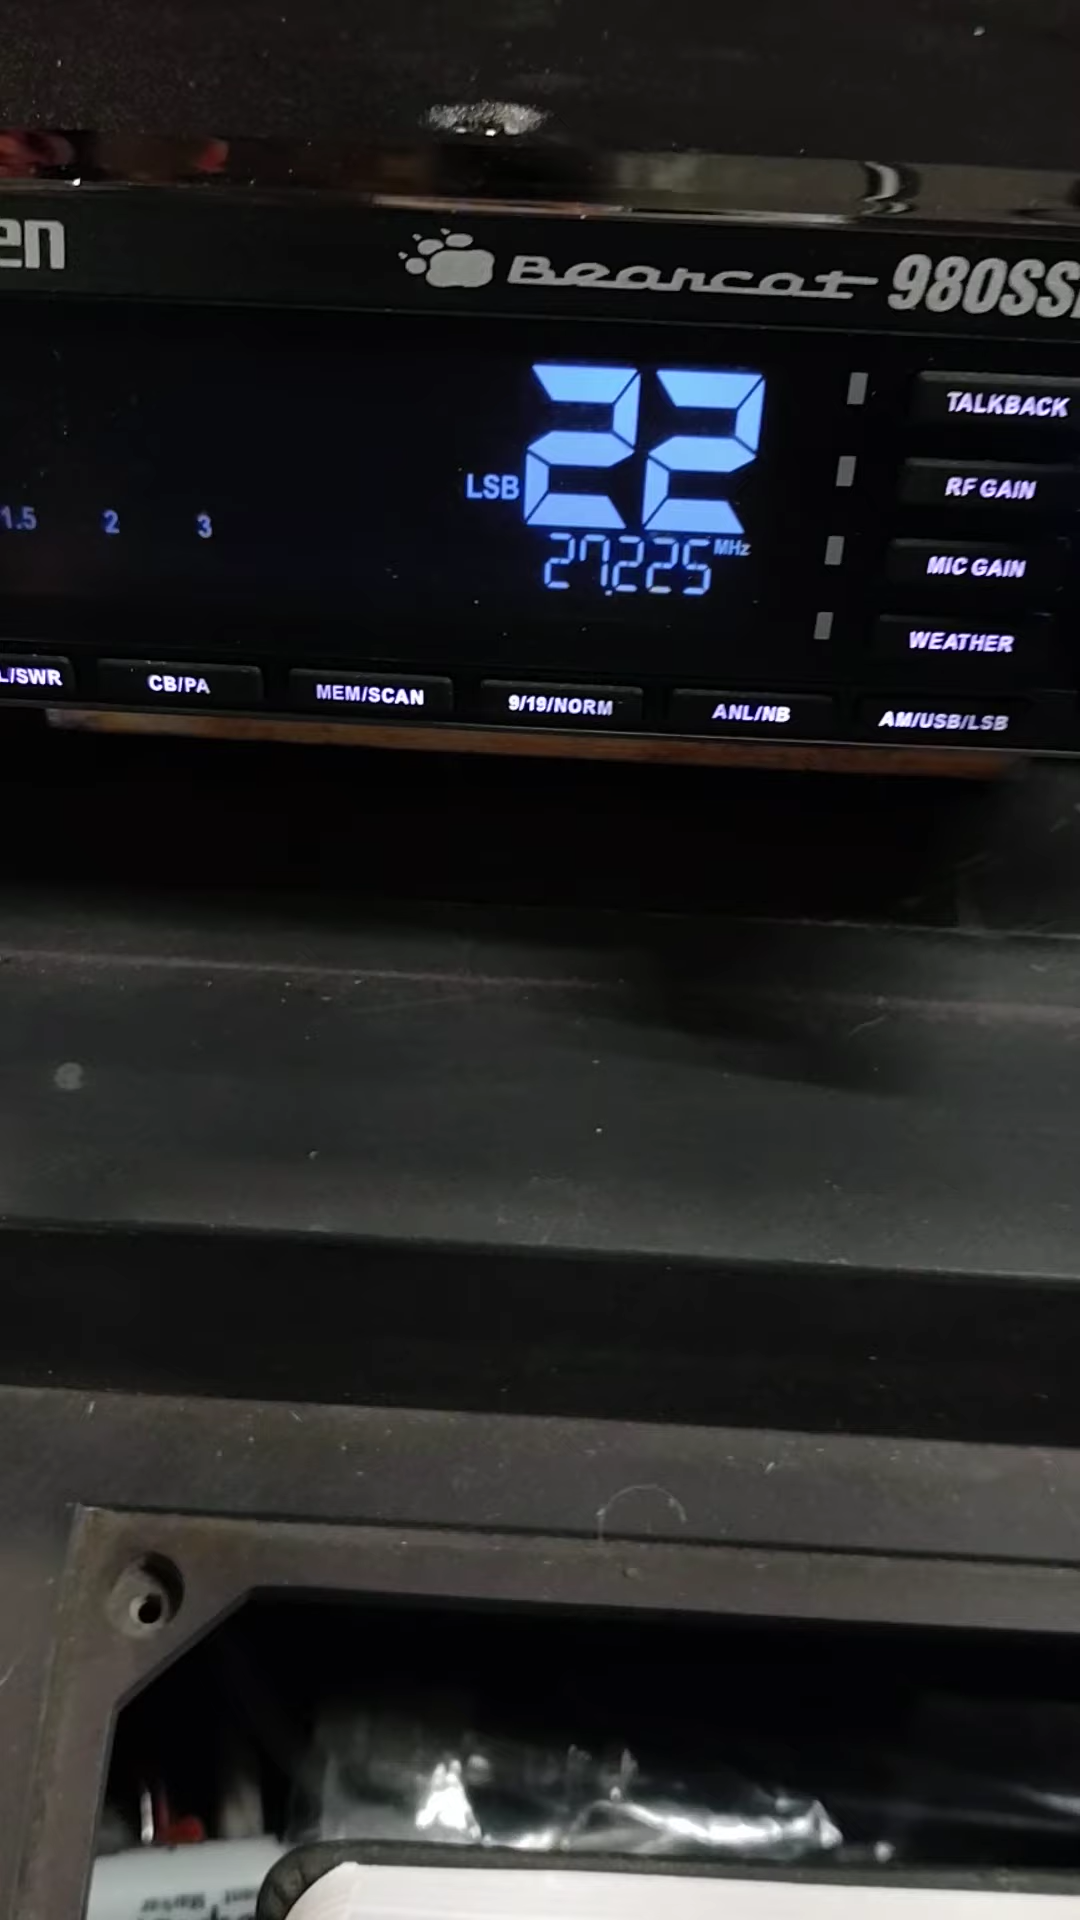 en
Bearcat 980SS
22
LSB
1.5 2 3
27.225 MHz
TALKBACK
RF GAIN
MIC GAIN
WEATHER
L/SWR CB/PA MEM/SCAN 9/19/NORM ANL/NB AM/USB/LSB